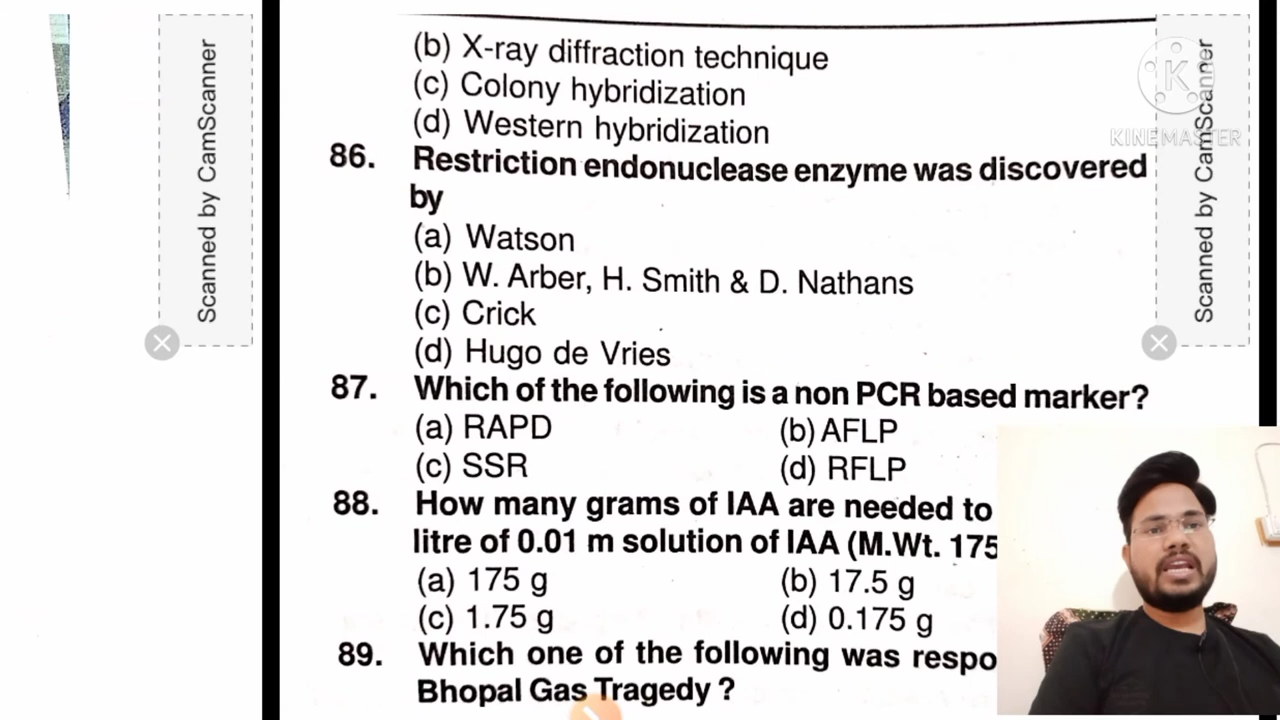 (b) X-ray diffraction technique
(c) Colony hybridization
(d) Western hybridization
86. Restriction endonuclease enzyme was discovered
by
(a) Watson
(b) W. Arber, H. Smith & D. Nathans
(c) Crick
(d) Hugo de Vries
87. Which of the following is a non PCR based marker?
(a) RAPD (b) AFLP
(c) SSR (d) RFLP
88. How many grams of IAA are needed to
litre of 0.01 m solution of IAA (M.Wt. 175
(a) 175 g (b) 17.5 g
(c) 1.75 g (d) 0.175 g
89. Which one of the following was respo
Bhopal Gas Tragedy ?
Scanned by CamScanner
Scanned by CamScanner
K
KINEMASTER